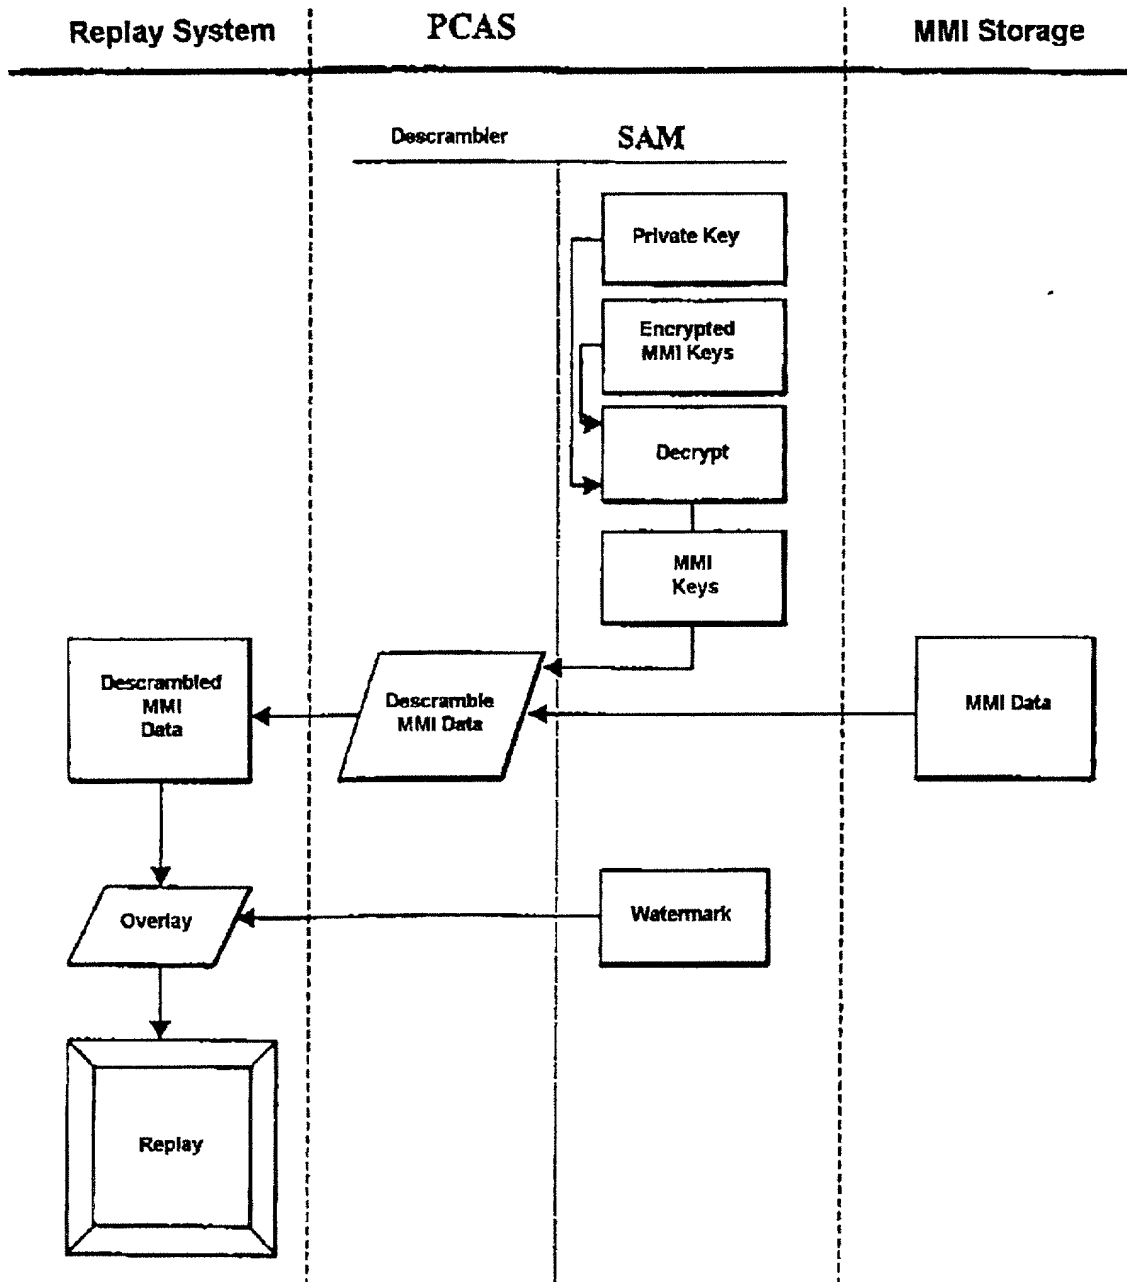 Replay System
PCAS
MMI Storage
Descrambler
SAM
Private Key
Encrypted
MMI Keys
Decrypt
MMI
Keys
Descrambled
MMI
Data
Descramble
MMI Data
MMI Data
Overlay
Watermark
Replay